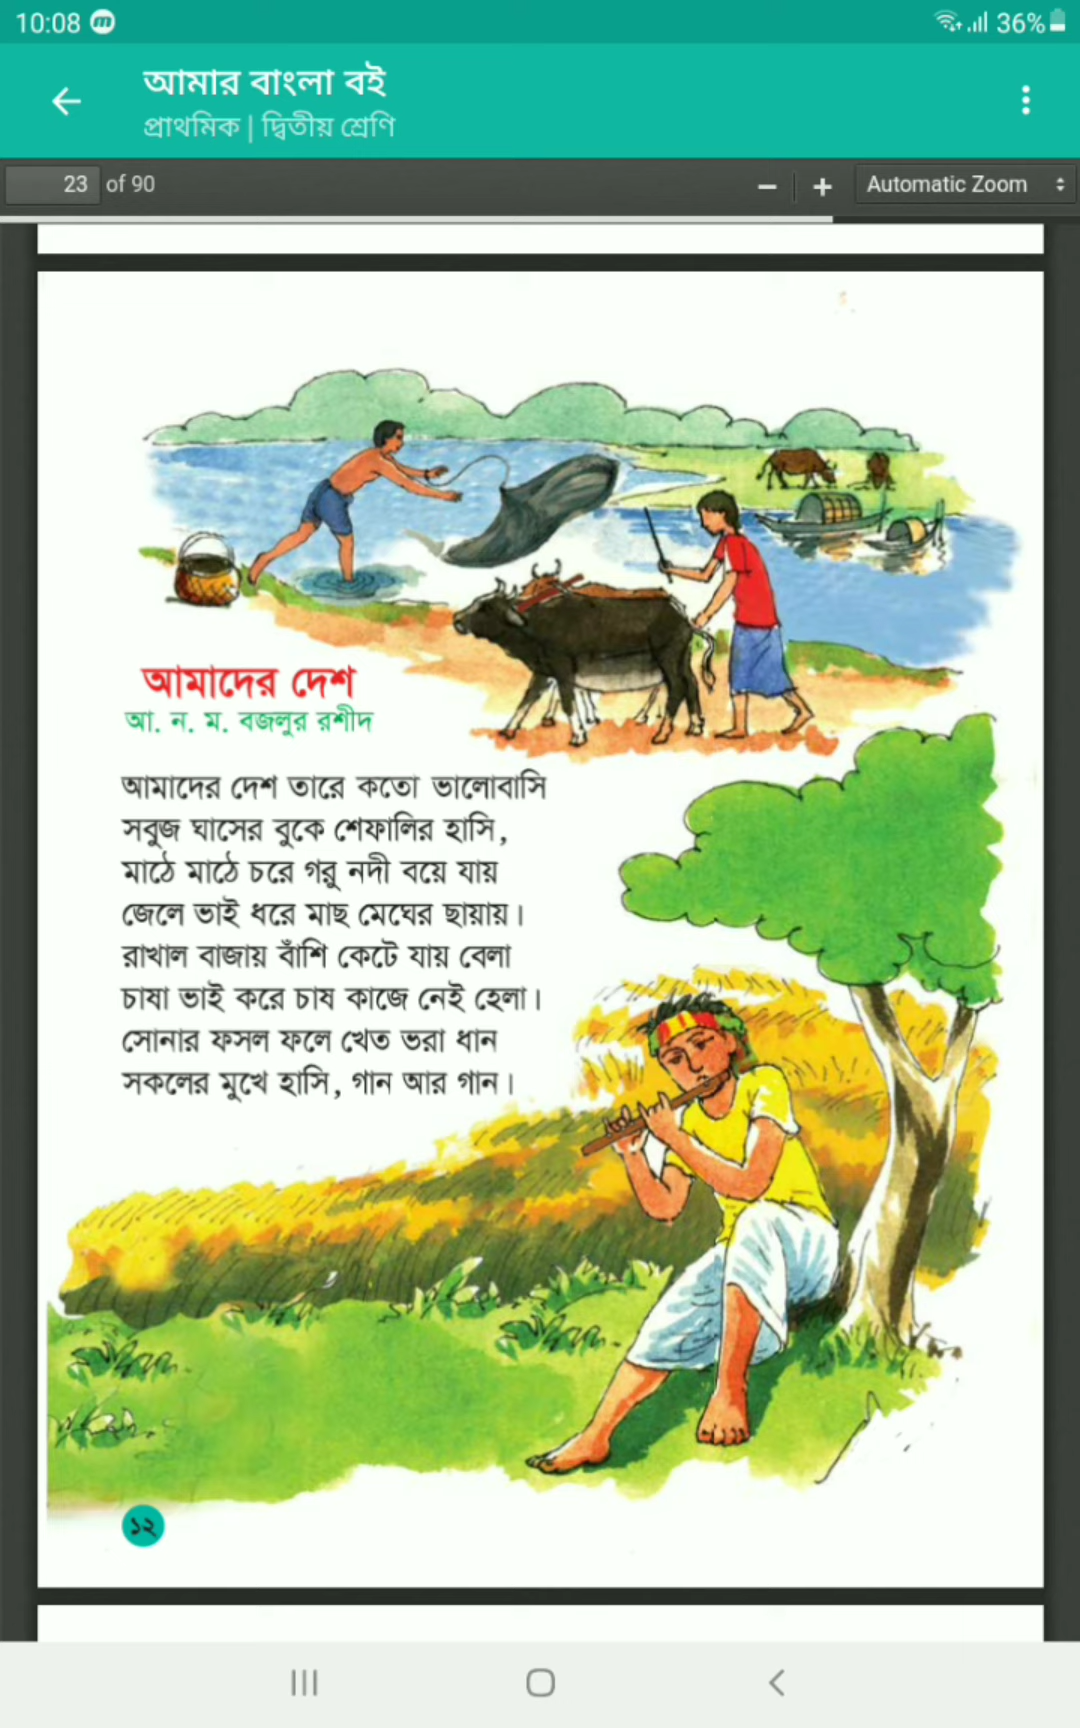 10:08
36%
আমার বাংলা বই
প্রাথমিক | দ্বিতীয় শ্রেণি
23 of 90
Automatic Zoom
আমাদের দেশ
আ. ন. ম. বজলুর রশীদ
আমাদের দেশ তারে কতো ভালোবাসি
সবুজ ঘাসের বুকে শেফালির হাসি,
মাঠে মাঠে চরে গরু নদী বয়ে যায়
জেলে ভাই ধরে মাছ মেঘের ছায়ায়।
রাখাল বাজায় বাঁশি কেটে যায় বেলা
চাষা ভাই করে চাষ কাজে নেই হেলা।
সোনার ফসল ফলে খেত ভরা ধান
সকলের মুখে হাসি, গান আর গান।
১২